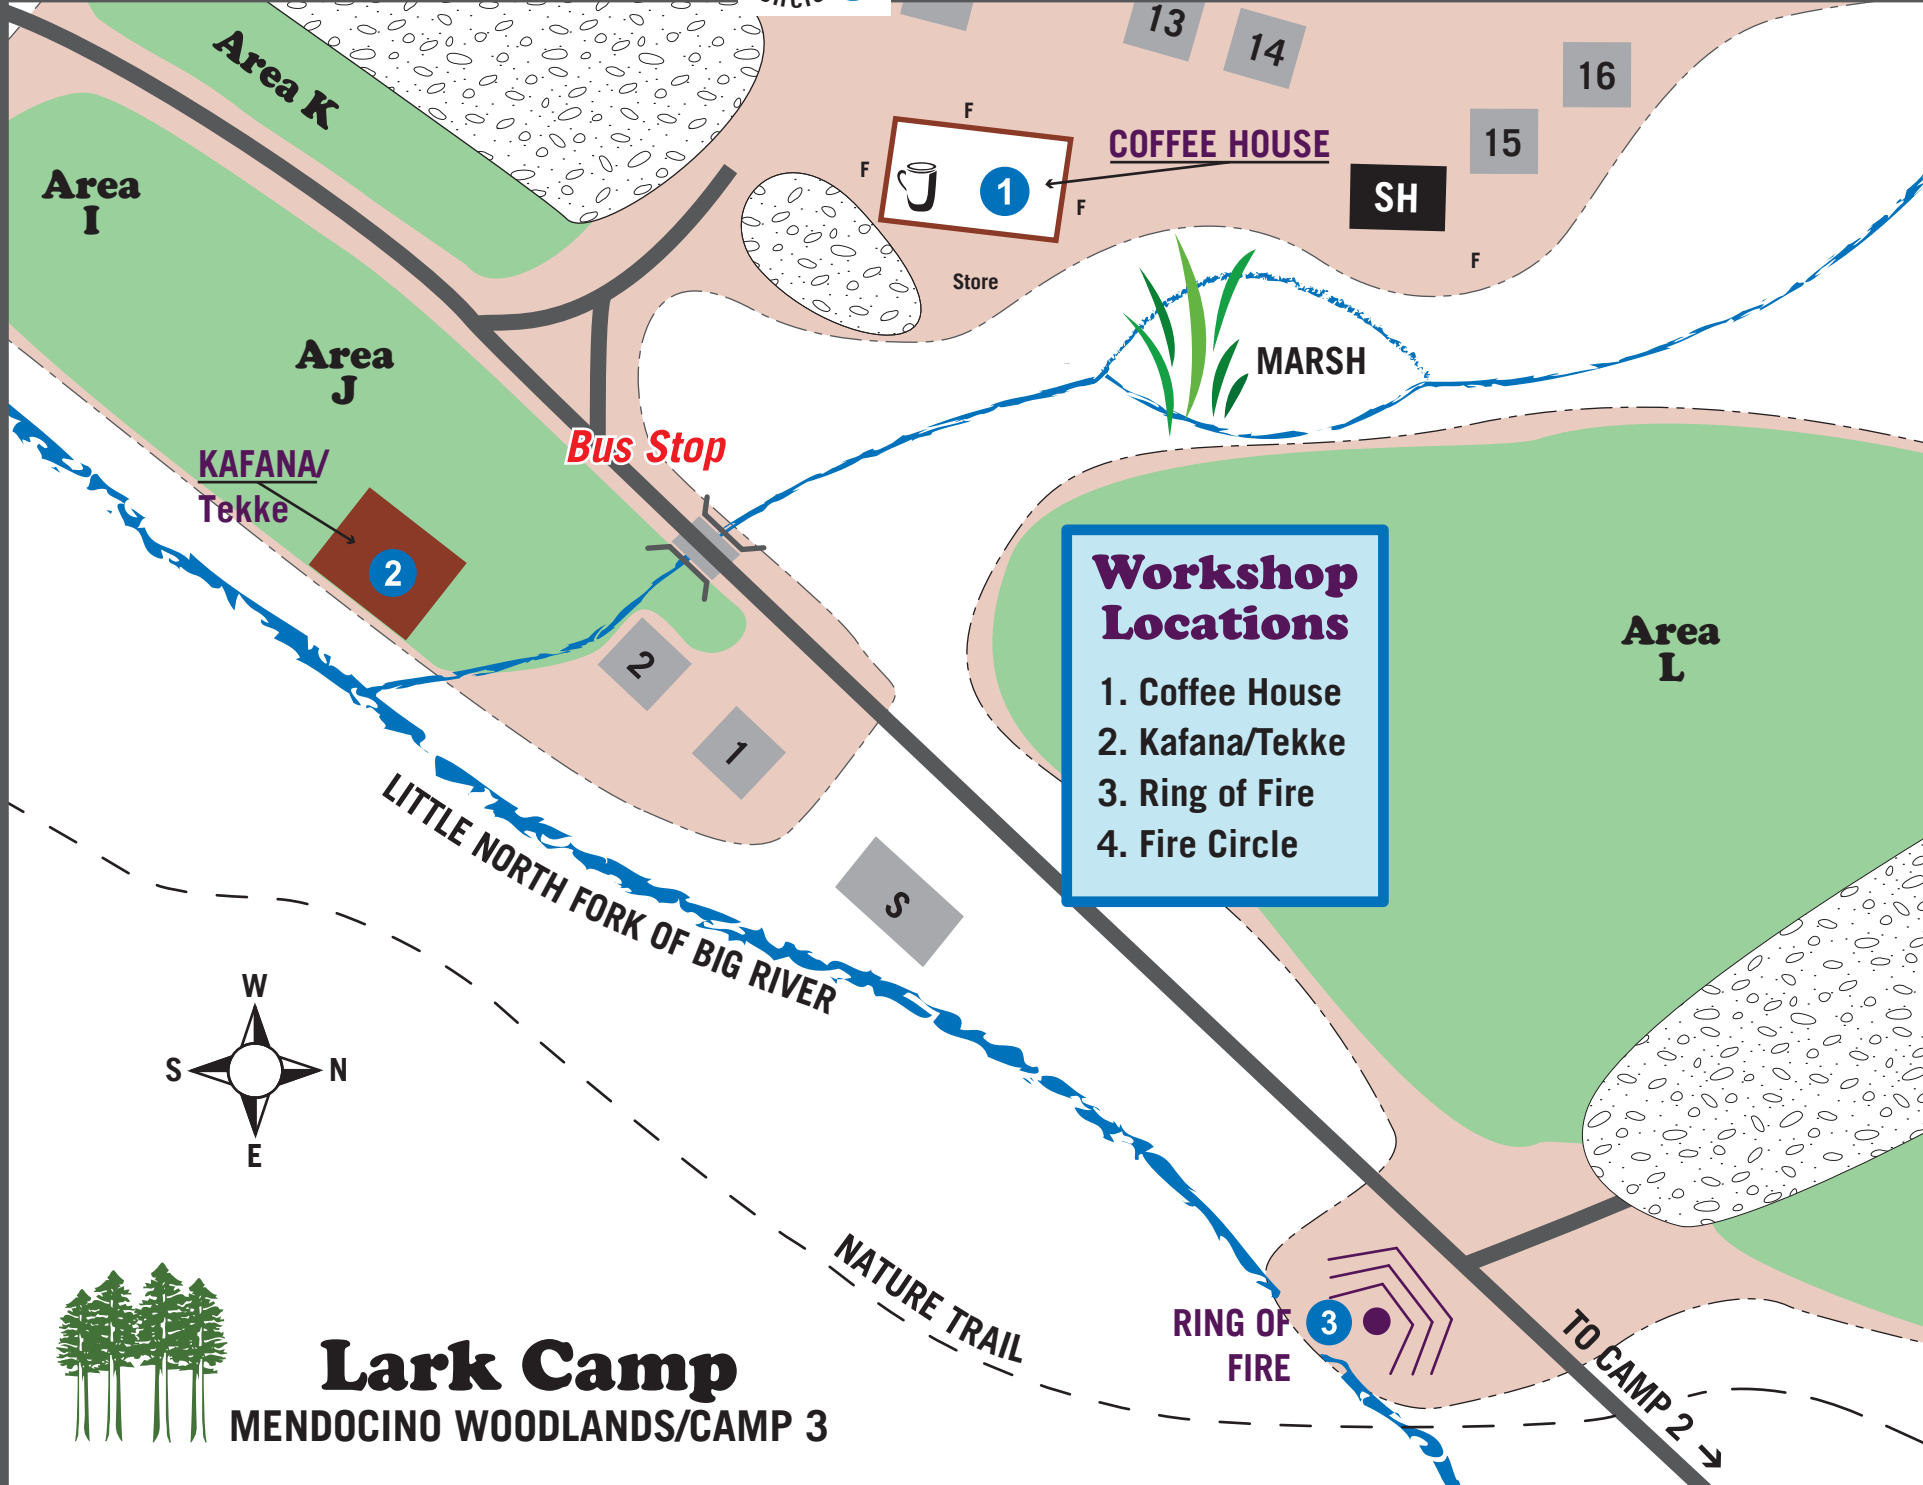 13
14
16
15
Area K
Area
I
F
F
F
F
1
COFFEE HOUSE
SH
Store
MARSH
Area
J
Bus Stop
KAFANA/
Tekke
2
2
1
S
Workshop
Locations
1. Coffee House
2. Kafana/Tekke
3. Ring of Fire
4. Fire Circle
Area
L
LITTLE NORTH FORK OF BIG RIVER
W
S
N
E
NATURE TRAIL
RING OF
FIRE
3
TO CAMP 2
Lark Camp
MENDOCINO WOODLANDS/CAMP 3